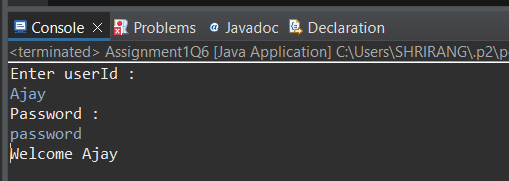 Console Problems Javadoc Declaration
<terminated> Assignment1Q6 [Java Application] C:\Users\SHRIRANG\.p2\p
Enter userId :
Ajay
Password :
password
Welcome Ajay